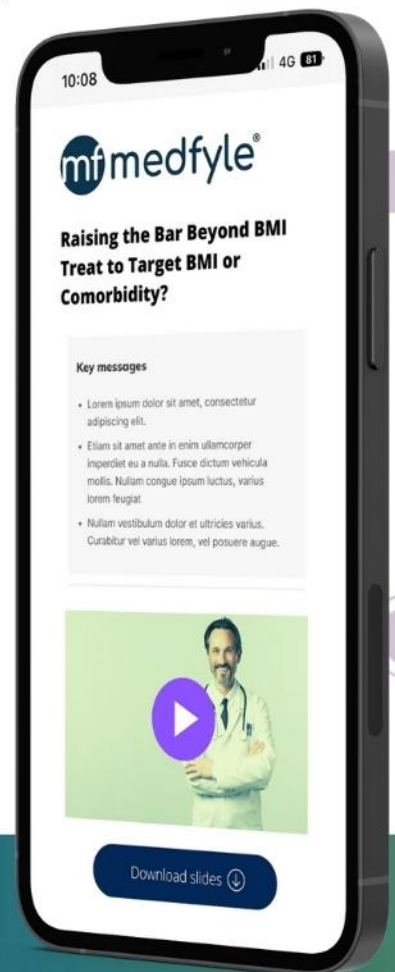 10:08
4G 81
mf medfyle®
Raising the Bar Beyond BMI
Treat to Target BMI or
Comorbidity?
Key messages
• Lorem ipsum dolor sit amet, consectetur
adipiscing elit.
• Etiam sit amet ante in enim ullamcorper
imperdiet eu a nulla. Fusce dictum vehicula
mollis. Nullam congue ipsum luctus, varius
lorem feugiat
• Nullam vestibulum dolor et ultricies varius.
Curabitur vel varius lorem, vel posuere augue.
Download slides